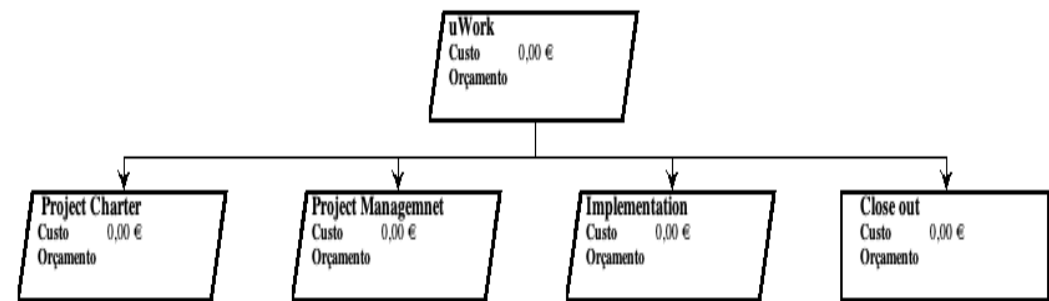 uWork
Custo 0,00 €
Orçamento
Project Charter
Custo 0,00 €
Orçamento
Project Managemnet
Custo 0,00 €
Orçamento
Implementation
Custo 0,00 €
Orçamento
Close out
Custo 0,00 €
Orçamento